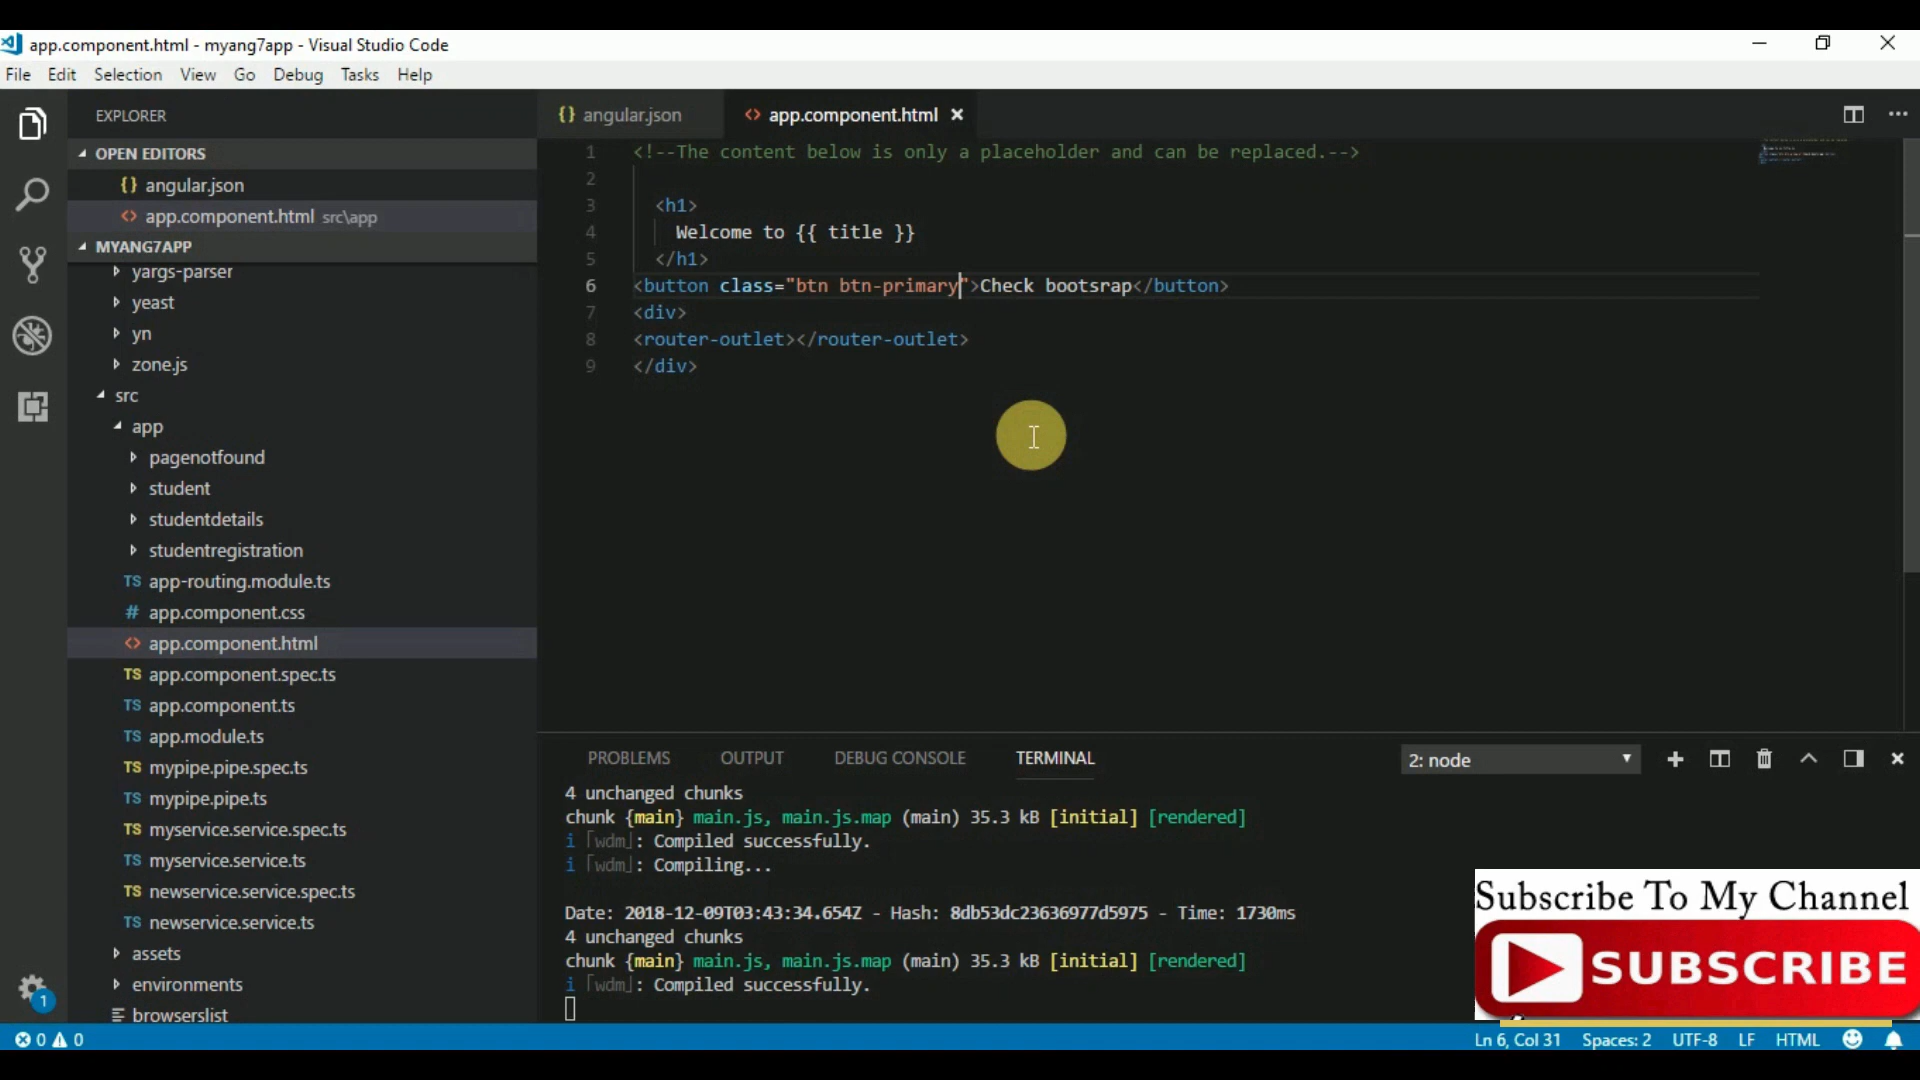 app.component.html - myang7app - Visual Studio Code
File Edit Selection View Go Debug Tasks Help
EXPLORER
OPEN EDITORS
{} angular.json
<> app.component.html src\app
MYANG7APP
yargs-parser
yeast
yn
zone.js
src
app
pagenotfound
student
studentdetails
studentregistration
TS app-routing.module.ts
# app.component.css
<> app.component.html
TS app.component.spec.ts
TS app.component.ts
TS app.module.ts
TS mypipe.pipe.spec.ts
TS mypipe.pipe.ts
TS myservice.service.spec.ts
TS myservice.service.ts
TS newservice.service.spec.ts
TS newservice.service.ts
assets
environments
browserslist
1
{} angular.json
<> app.component.html
1 <!--The content below is only a placeholder and can be replaced.-->
2
3 <h1>
4 Welcome to {{ title }}
5 </h1>
6 <button class="btn btn-primary">Check bootsrap</button>
7 <div>
8 <router-outlet></router-outlet>
9 </div>
PROBLEMS OUTPUT DEBUG CONSOLE TERMINAL 2: node
4 unchanged chunks
chunk {main} main.js, main.js.map (main) 35.3 kB [initial] [rendered]
i ｢wdm｣: Compiled successfully.
i ｢wdm｣: Compiling...
Date: 2018-12-09T03:43:34.654Z - Hash: 8db53dc23636977d5975 - Time: 1730ms
4 unchanged chunks
chunk {main} main.js, main.js.map (main) 35.3 kB [initial] [rendered]
i ｢wdm｣: Compiled successfully.
Subscribe To My Channel
SUBSCRIBE
0 0 Ln 6, Col 31 Spaces: 2 UTF-8 LF HTML